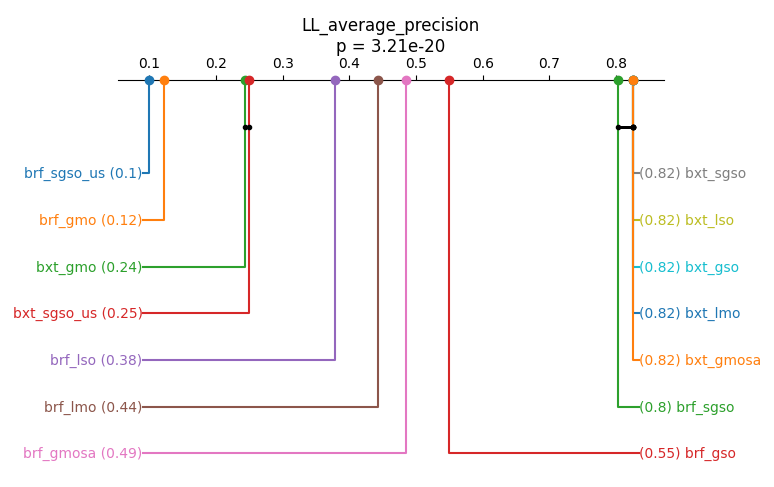 LL_average_precision
p = 3.21e-20
0.1 0.2 0.3 0.4 0.5 0.6 0.7 0.8
brf_sgso_us (0.1) (0.82) bxt_sgso
brf_gmo (0.12) (0.82) bxt_lso
bxt_gmo (0.24) (0.82) bxt_gso
bxt_sgso_us (0.25) (0.82) bxt_lmo
brf_lso (0.38) (0.82) bxt_gmosa
brf_lmo (0.44) (0.8) brf_sgso
brf_gmosa (0.49) (0.55) brf_gso